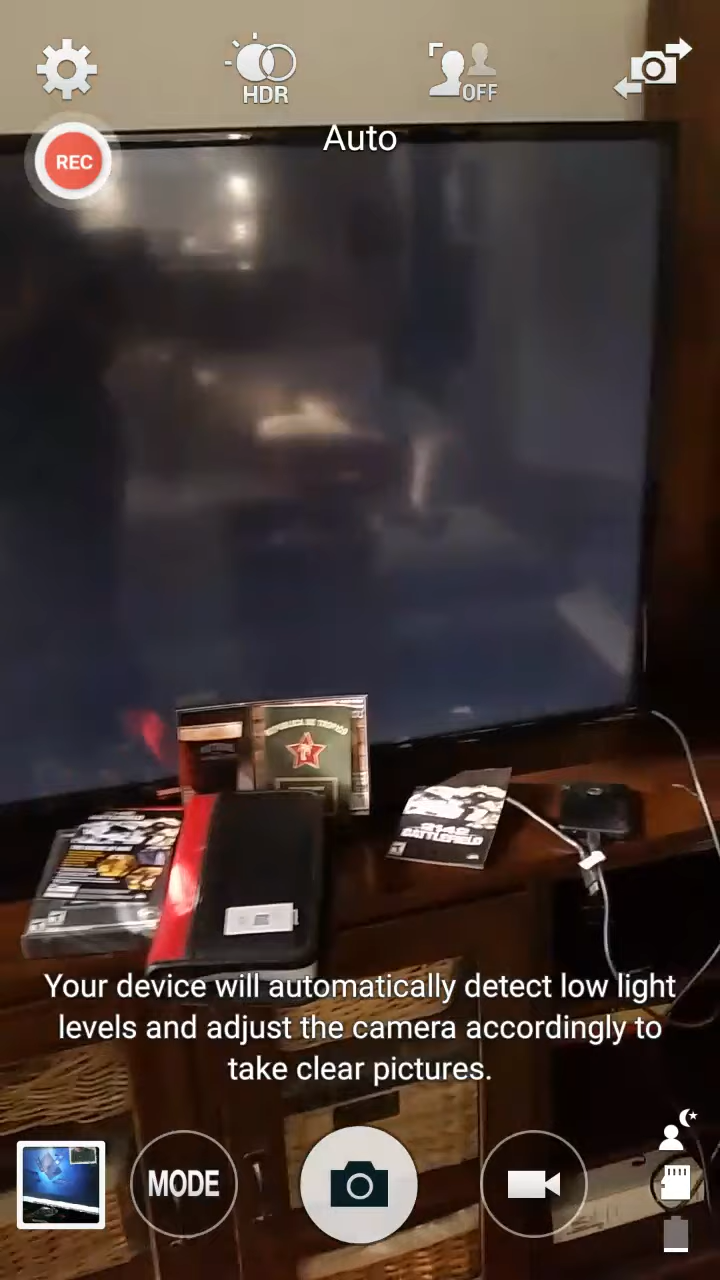 HDR
OFF
REC
Auto
REPUBLICA DE TROPICO
2142
BATTLEFIELD
Your device will automatically detect low light
levels and adjust the camera accordingly to
take clear pictures.
MODE